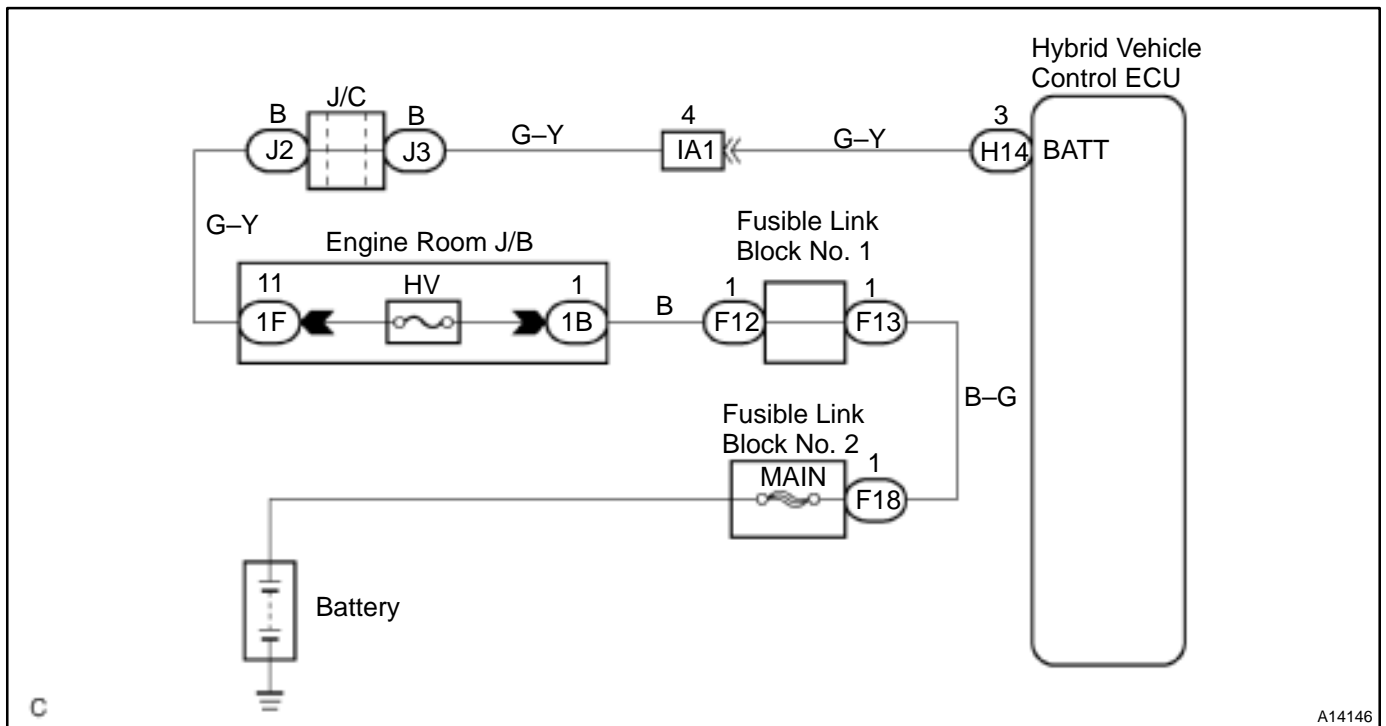 Hybrid Vehicle
Control ECU
J/C
B B
J2 J3
G–Y
4
IA1
G–Y
3
H14
BATT
G–Y
Engine Room J/B
11
1F
HV
1
1B
B
Fusible Link
Block No. 1
1 1
F12 F13
B–G
Fusible Link
Block No. 2
MAIN
1
F18
Battery
C
A14146